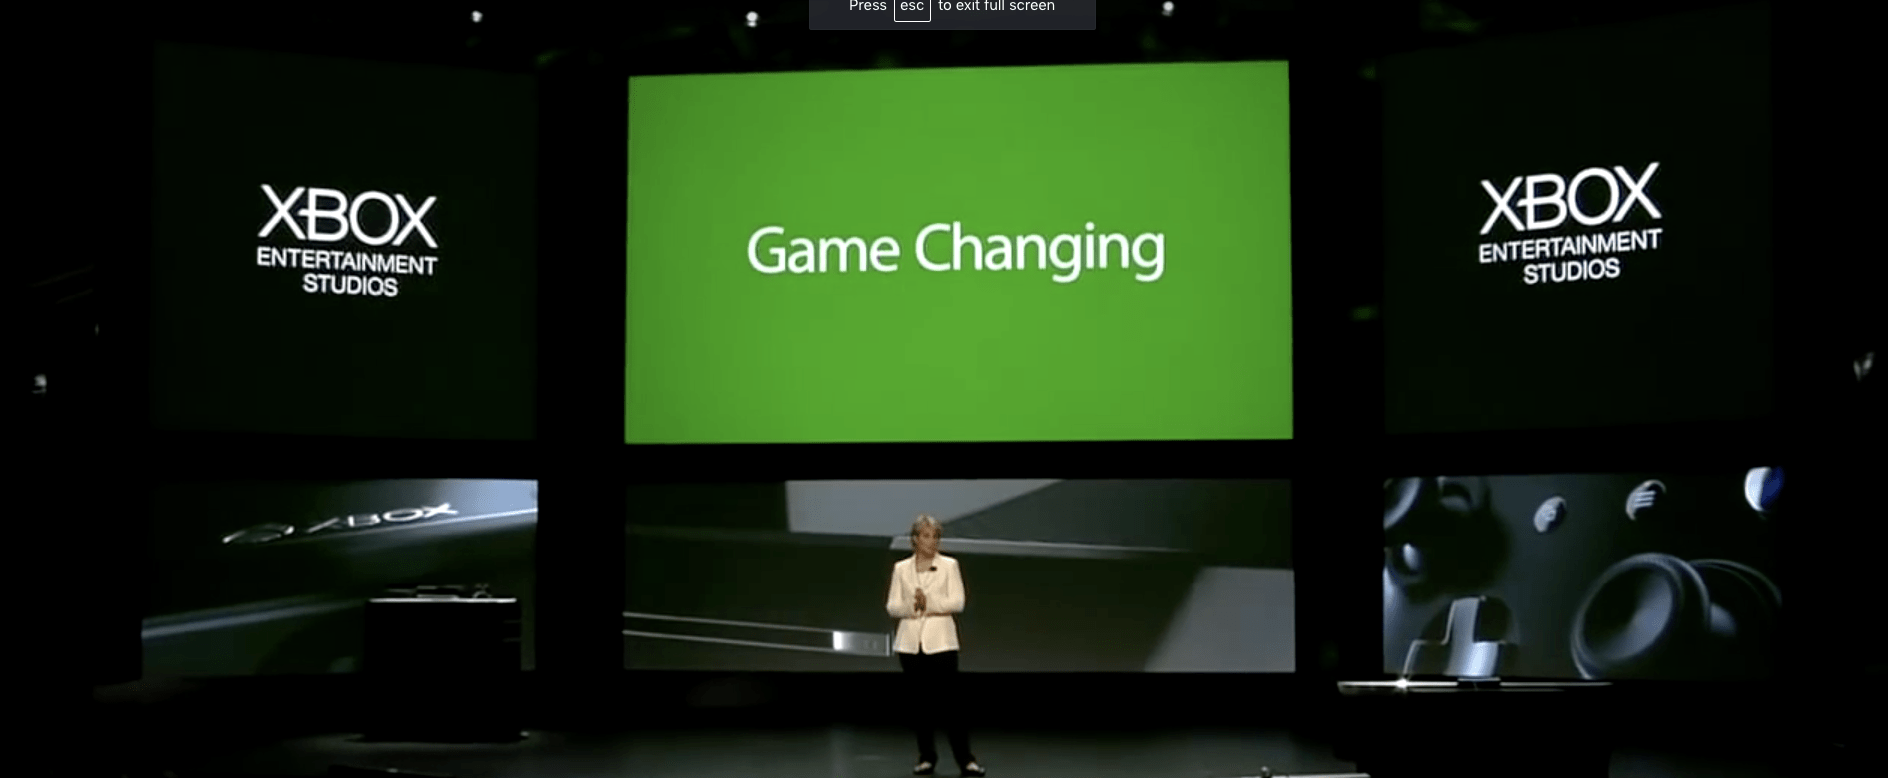 Press esc to exit full screen
XBOX
ENTERTAINMENT
STUDIOS
Game Changing
XBOX
ENTERTAINMENT
STUDIOS
XBOX